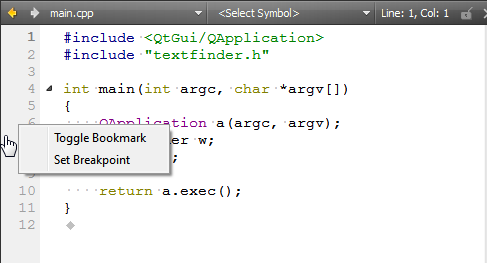 main.cpp <Select Symbol> Line: 1, Col: 1
1 #include <QtGui/QApplication>
2 #include "textfinder.h"
3
4 int main(int argc, char *argv[])
5 {
6 QApplication a(argc, argv);
Toggle Bookmark er w;
Set Breakpoint ;
10 return a.exec();
11 }
12